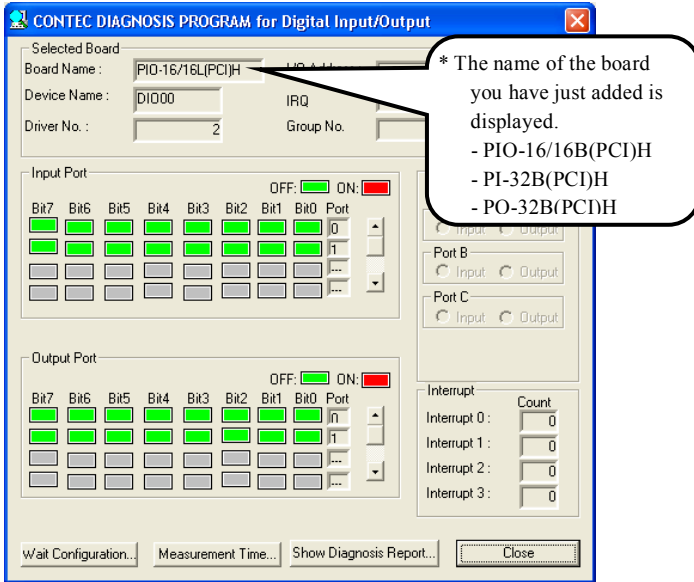 CONTEC DIAGNOSIS PROGRAM for Digital Input/Output
Selected Board
Board Name : PIO-16/16L(PCI)H
Device Name : DIO00 IRQ
Driver No. : 2 Group No.
* The name of the board
you have just added is
displayed.
- PIO-16/16B(PCI)H
- PI-32B(PCI)H
- PO-32B(PCI)H
Input Port
OFF: ON:
Bit7 Bit6 Bit5 Bit4 Bit3 Bit2 Bit1 Bit0 Port
0
1
---
---
Input Output
Port B
Input Output
Port C
Input Output
Output Port
OFF: ON:
Bit7 Bit6 Bit5 Bit4 Bit3 Bit2 Bit1 Bit0 Port
0
1
---
---
Interrupt
Count
Interrupt 0 : 0
Interrupt 1 : 0
Interrupt 2 : 0
Interrupt 3 : 0
Wait Configuration... Measurement Time... Show Diagnosis Report... Close